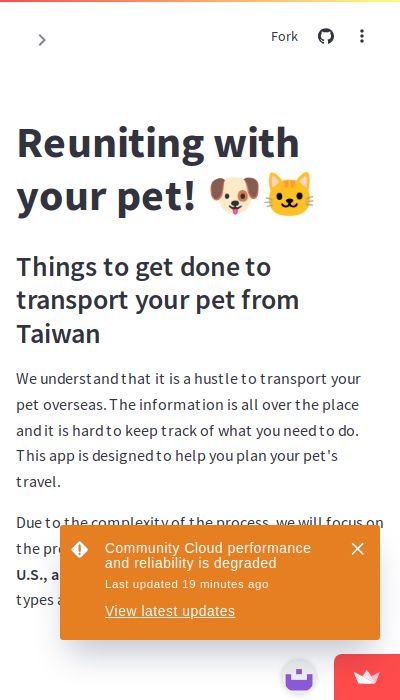 Fork
Reuniting with
your pet! 🐶🐱
Things to get done to
transport your pet from
Taiwan
We understand that it is a hustle to transport your
pet overseas. The information is all over the place
and it is hard to keep track of what you need to do.
This app is designed to help you plan your pet's
travel.
Due to the complexity of the process, we will focus on
the pro
U.S., a
types a
Community Cloud performance
and reliability is degraded
Last updated 19 minutes ago
View latest updates